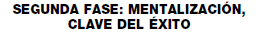 SEGUNDA FASE: MENTALIZACIÓN,
CLAVE DEL ÉXITO